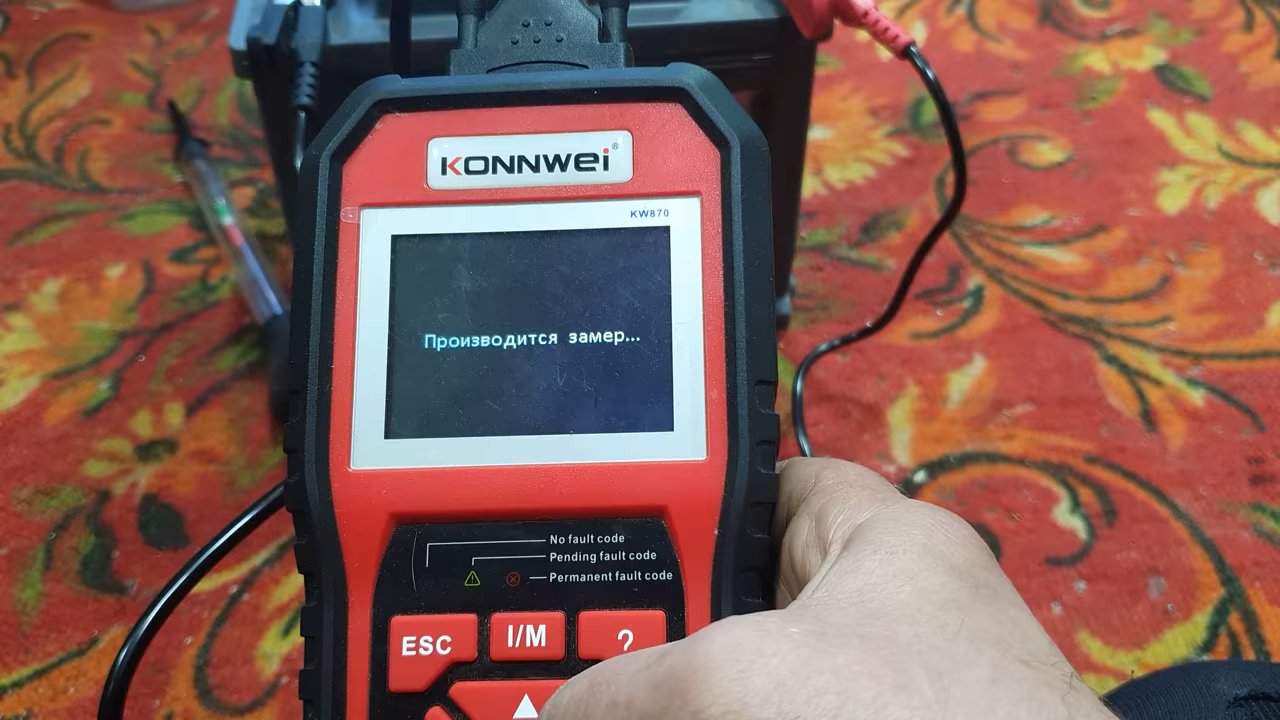 KONNWEI®
KW870
Производится замер...
No fault code
Pending fault code
Permanent fault code
ESC
I/M
?